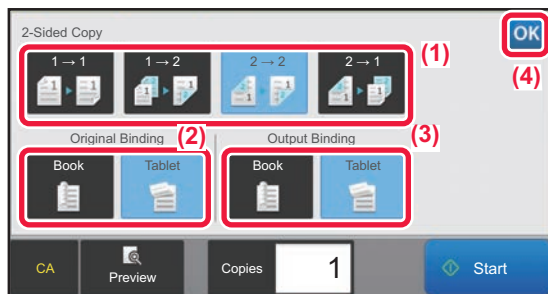 2-Sided Copy
OK
(1)
(4)
1 → 1
1 → 2
2 → 2
2 → 1
Original Binding
(2)
Output Binding
(3)
Book
Tablet
Book
Tablet
CA
Preview
Copies
1
Start